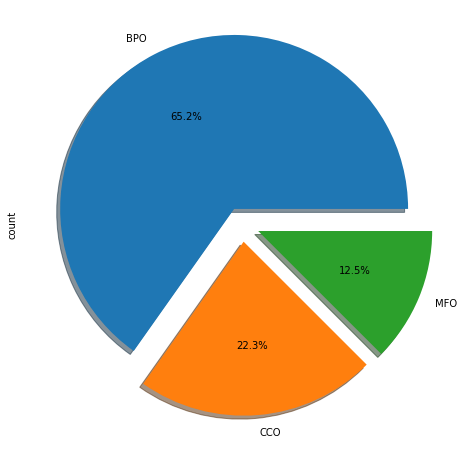 BPO
65.2%
count
12.5%
MFO
22.3%
CCO